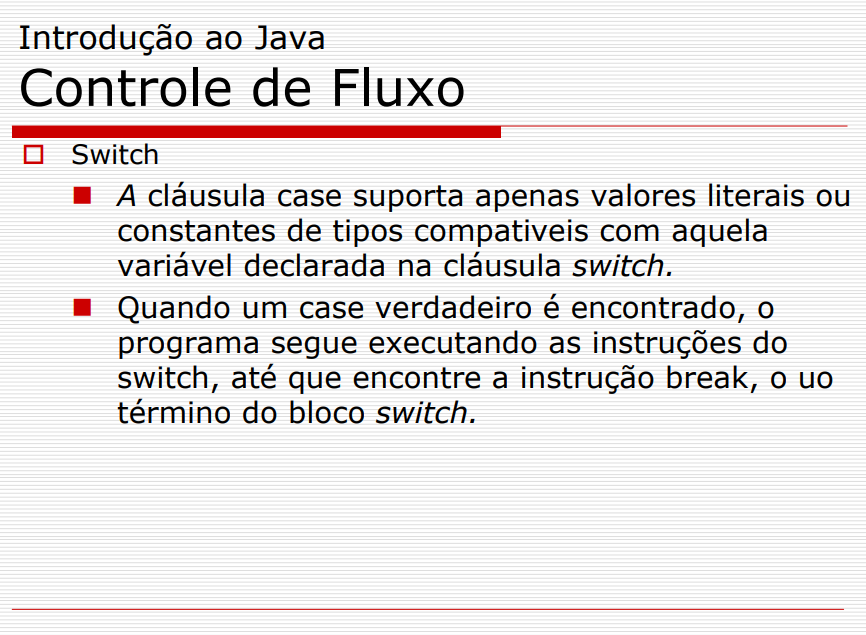 Introdução ao Java
Controle de Fluxo
Switch
A cláusula case suporta apenas valores literais ou
constantes de tipos compativeis com aquela
variável declarada na cláusula switch.
Quando um case verdadeiro é encontrado, o
programa segue executando as instruções do
switch, até que encontre a instrução break, o uo
término do bloco switch.